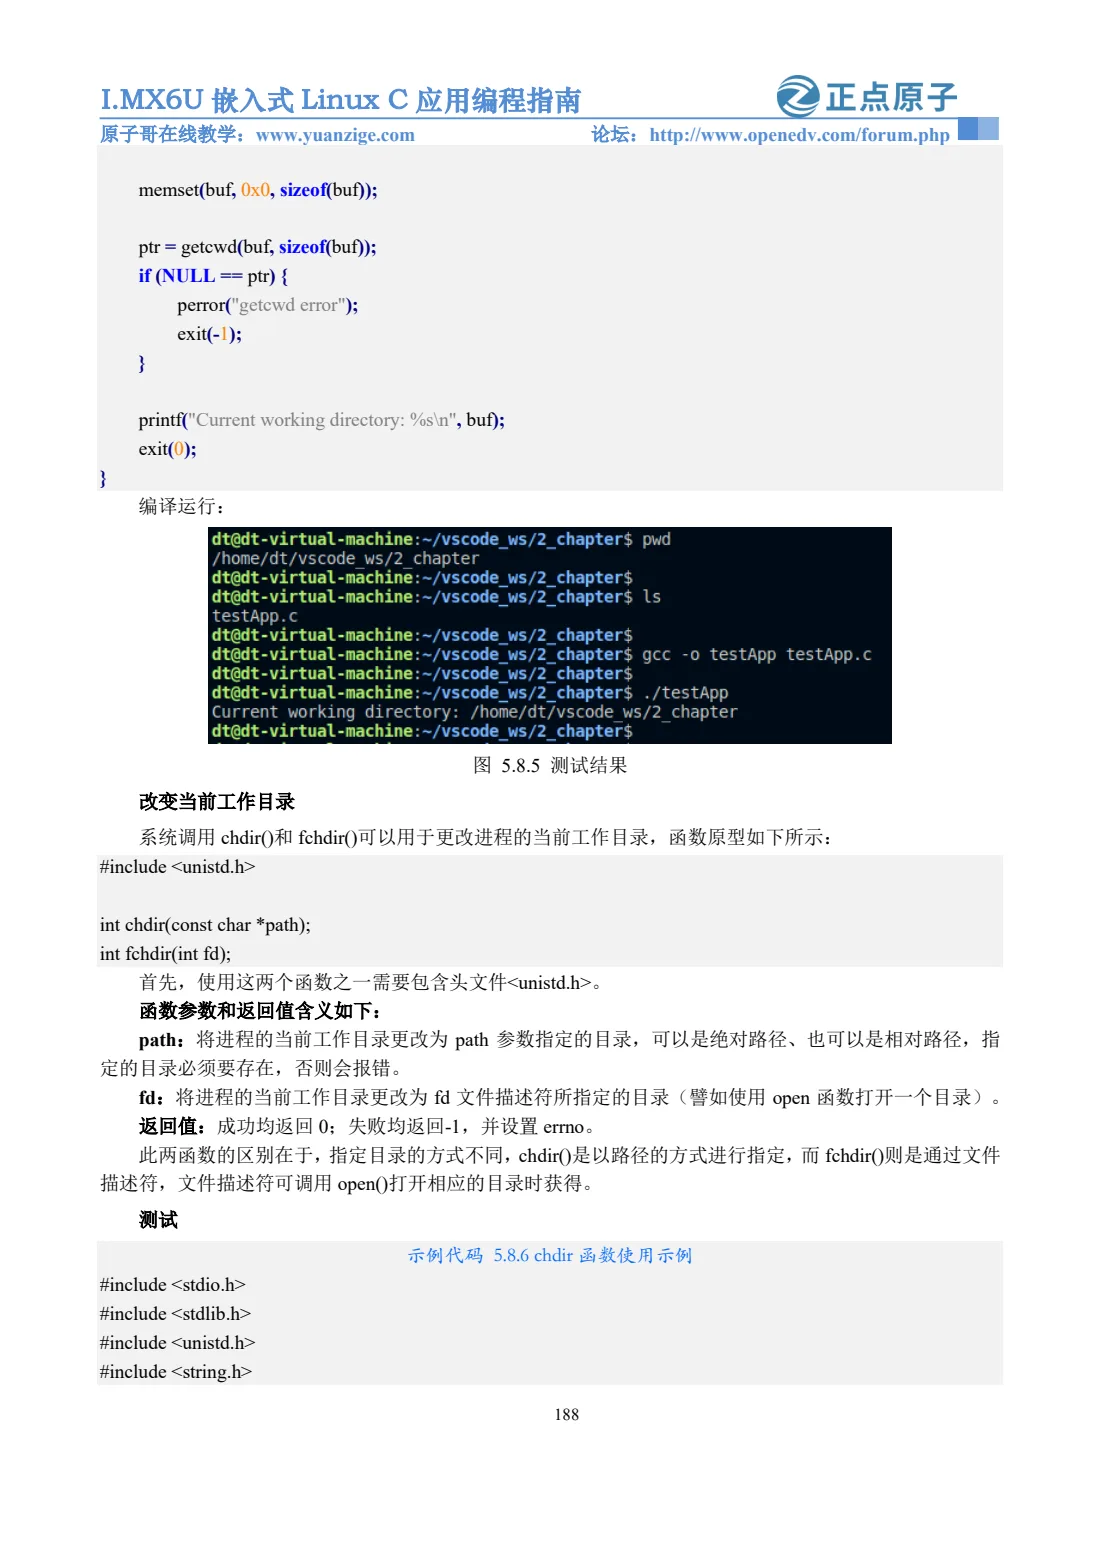 I.MX6U 嵌入式 Linux C 应用编程指南
正点原子
原子哥在线教学：www.yuanzige.com 论坛：http://www.openedv.com/forum.php
memset(buf, 0x0, sizeof(buf));
ptr = getcwd(buf, sizeof(buf));
if (NULL == ptr) {
perror("getcwd error");
exit(-1);
}
printf("Current working directory: %s\n", buf);
exit(0);
}
编译运行：
dt@dt-virtual-machine:~/vscode_ws/2_chapter$ pwd
/home/dt/vscode_ws/2_chapter
dt@dt-virtual-machine:~/vscode_ws/2_chapter$
dt@dt-virtual-machine:~/vscode_ws/2_chapter$ ls
testApp.c
dt@dt-virtual-machine:~/vscode_ws/2_chapter$
dt@dt-virtual-machine:~/vscode_ws/2_chapter$ gcc -o testApp testApp.c
dt@dt-virtual-machine:~/vscode_ws/2_chapter$
dt@dt-virtual-machine:~/vscode_ws/2_chapter$ ./testApp
Current working directory: /home/dt/vscode_ws/2_chapter
dt@dt-virtual-machine:~/vscode_ws/2_chapter$
图 5.8.5 测试结果
改变当前工作目录
系统调用 chdir()和 fchdir()可以用于更改进程的当前工作目录，函数原型如下所示：
#include <unistd.h>
int chdir(const char *path);
int fchdir(int fd);
首先，使用这两个函数之一需要包含头文件<unistd.h>。
函数参数和返回值含义如下：
path：将进程的当前工作目录更改为 path 参数指定的目录，可以是绝对路径、也可以是相对路径，指
定的目录必须要存在，否则会报错。
fd：将进程的当前工作目录更改为 fd 文件描述符所指定的目录（譬如使用 open 函数打开一个目录）。
返回值：成功均返回 0；失败均返回-1，并设置 errno。
此两函数的区别在于，指定目录的方式不同，chdir()是以路径的方式进行指定，而 fchdir()则是通过文件
描述符，文件描述符可调用 open()打开相应的目录时获得。
测试
示例代码 5.8.6 chdir 函数使用示例
#include <stdio.h>
#include <stdlib.h>
#include <unistd.h>
#include <string.h>
188